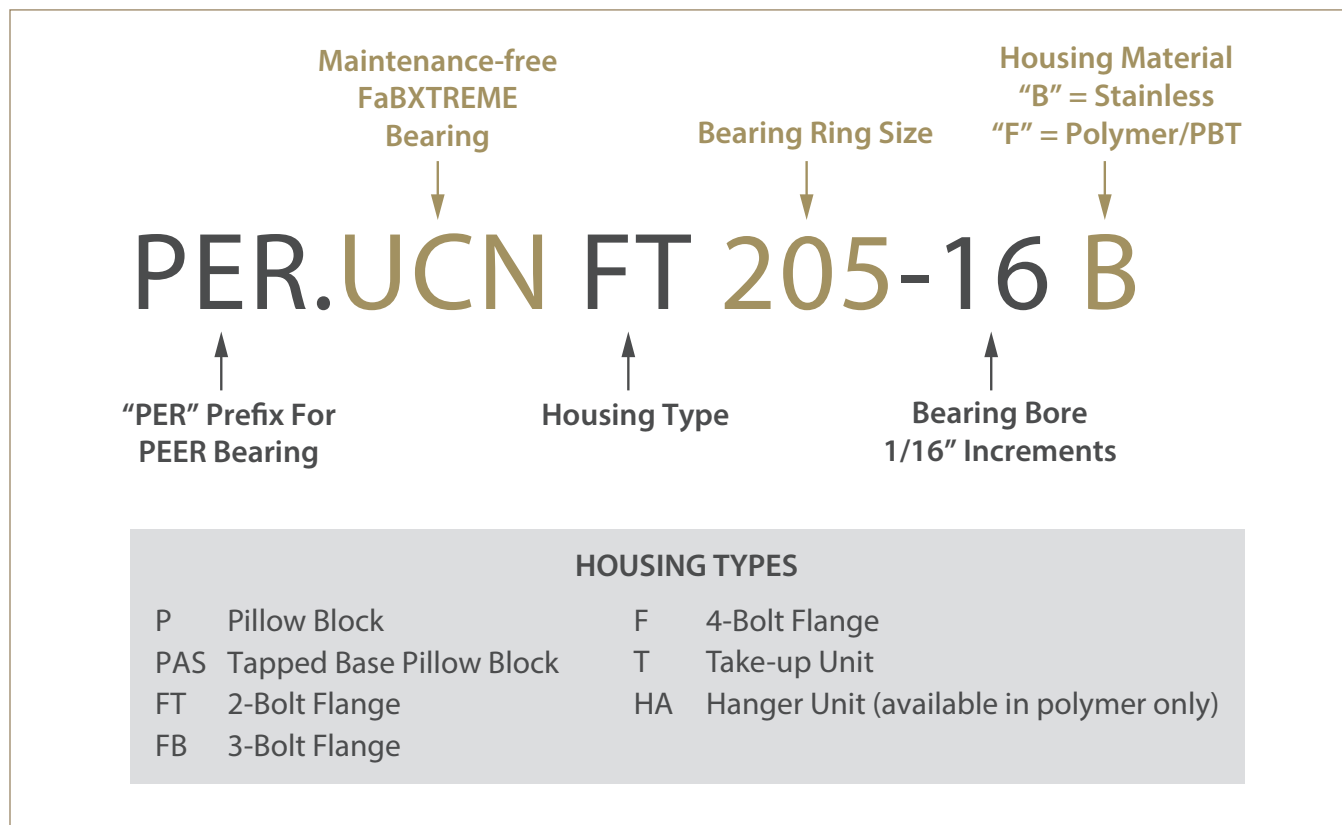 Maintenance-free
FaBXTREME
Bearing
Bearing Ring Size
Housing Material
“B” = Stainless
“F” = Polymer/PBT
PER.UCN FT 205-16 B
“PER” Prefix For
PEER Bearing
Housing Type
Bearing Bore
1/16” Increments
HOUSING TYPES
P Pillow Block
PAS Tapped Base Pillow Block
FT 2-Bolt Flange
FB 3-Bolt Flange
F 4-Bolt Flange
T Take-up Unit
HA Hanger Unit (available in polymer only)